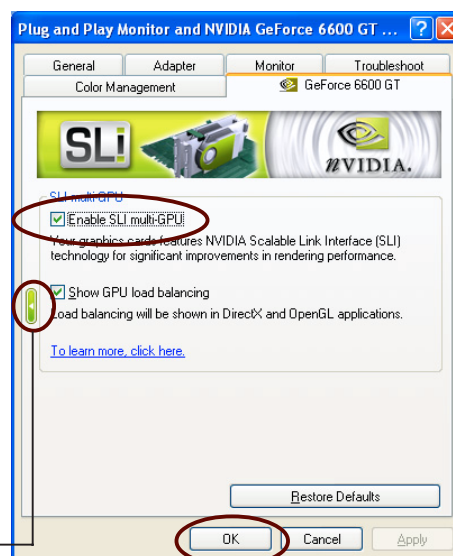 Plug and Play Monitor and NVIDIA GeForce 6600 GT ...
General Adapter Monitor Troubleshoot
Color Management GeForce 6600 GT
SLI
nVIDIA.
SLI multi-GPU
Enable SLI multi-GPU
Your graphics cards features NVIDIA Scalable Link Interface (SLI)
technology for significant improvements in rendering performance.
Show GPU load balancing
Load balancing will be shown in DirectX and OpenGL applications.
To learn more, click here.
Restore Defaults
OK Cancel Apply